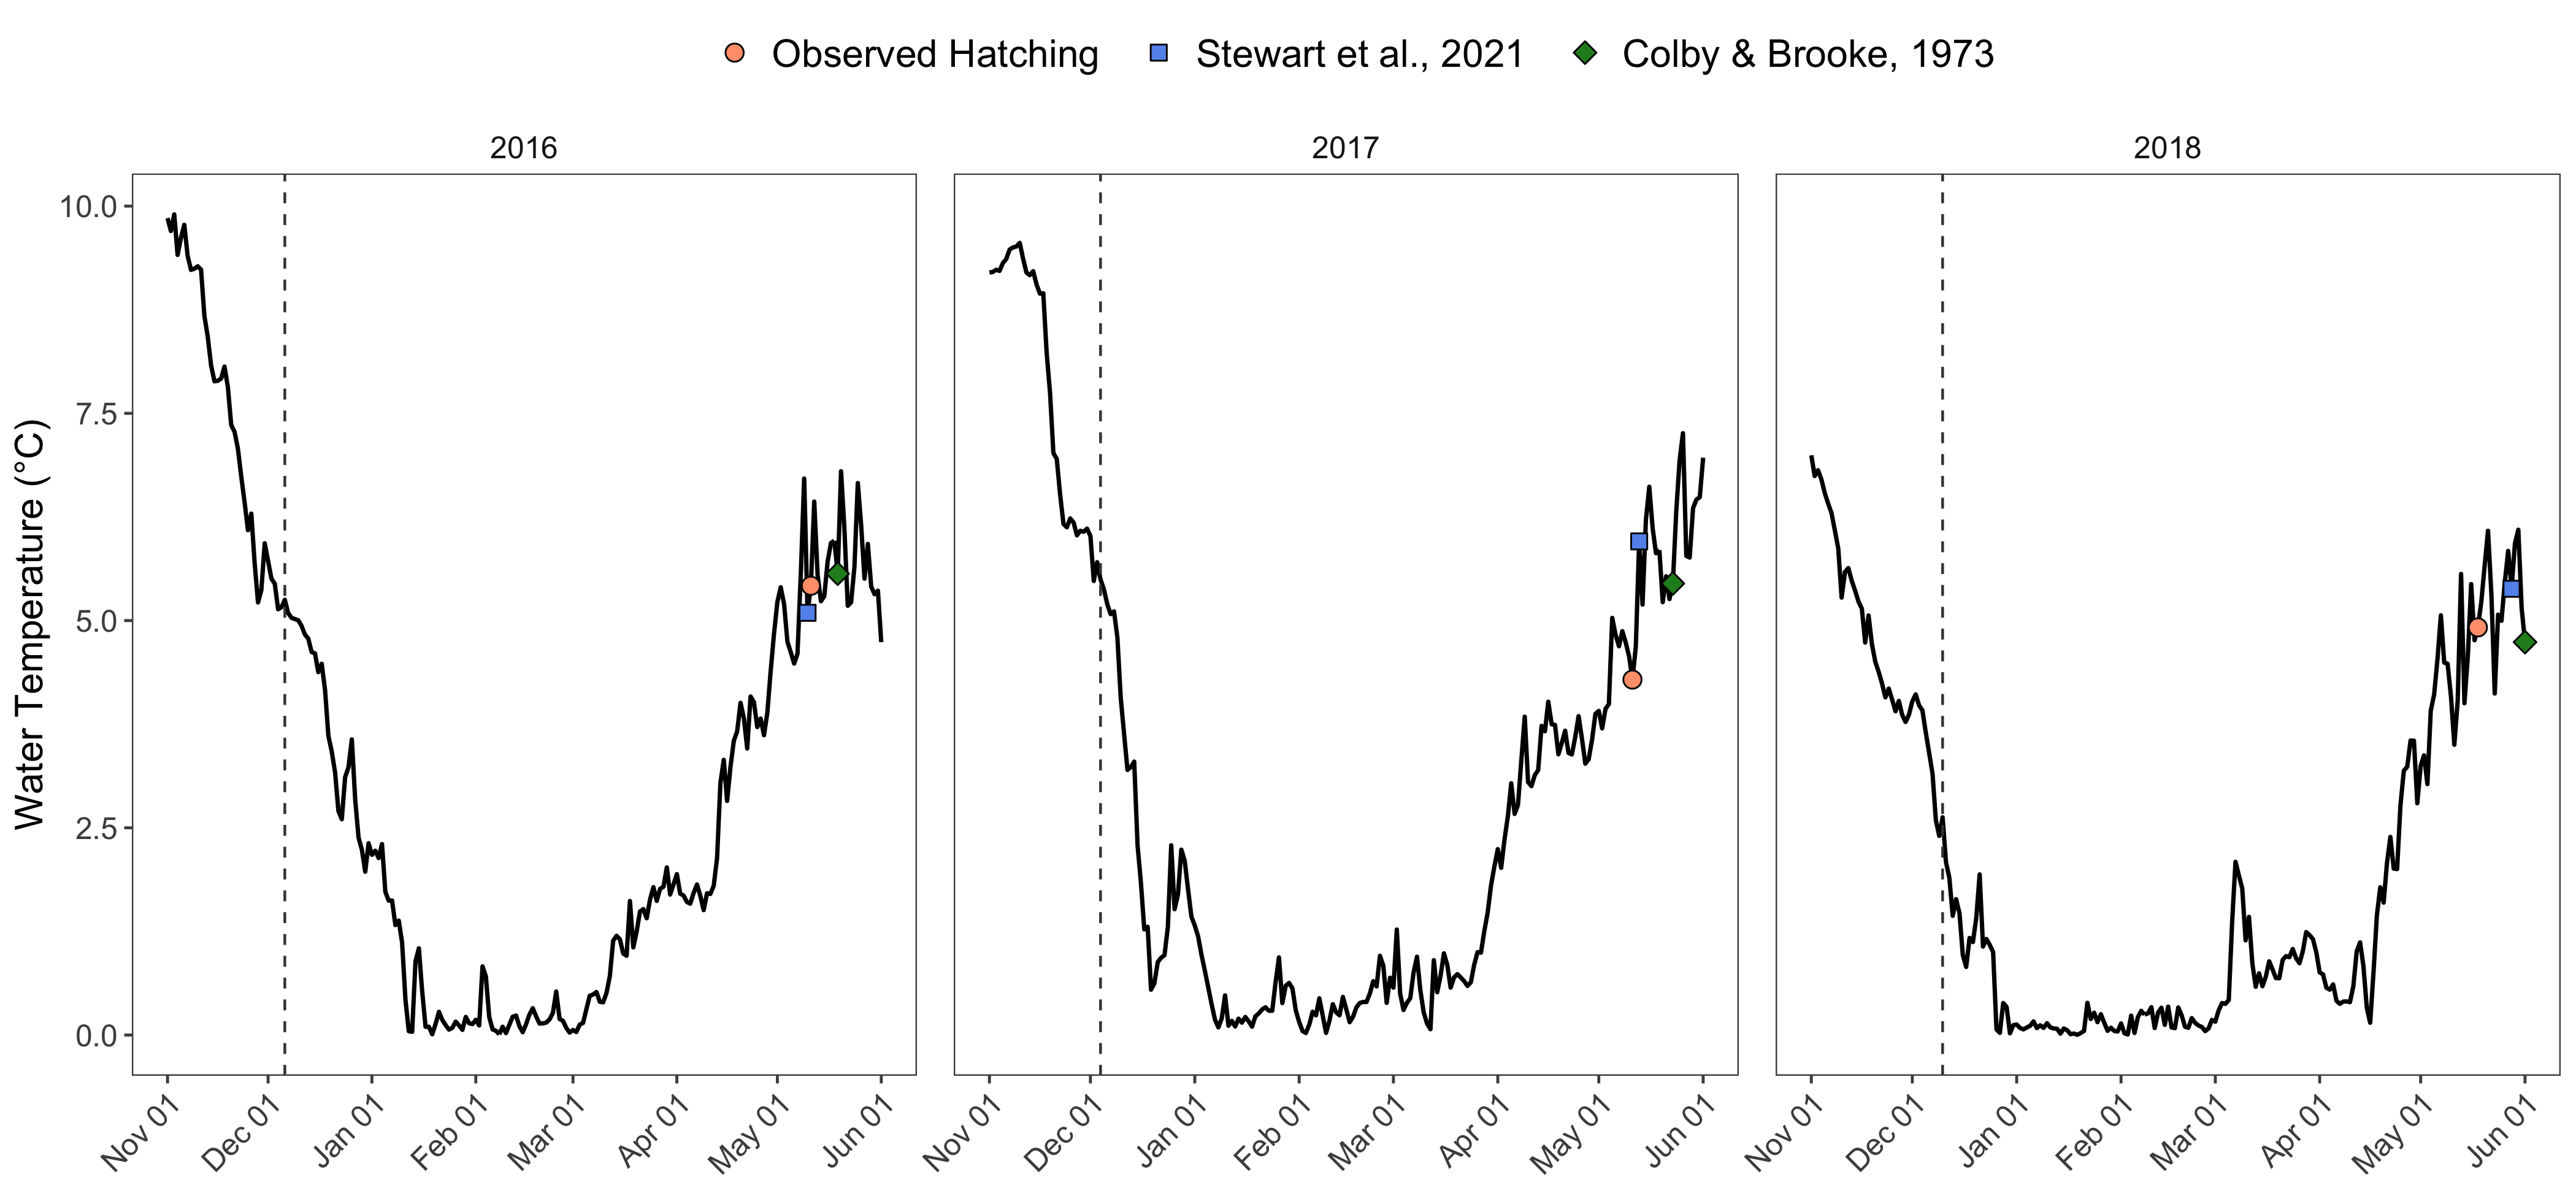 Observed Hatching Stewart et al., 2021 Colby & Brooke, 1973
2016 2017 2018
Water Temperature (°C)
10.0
7.5
5.0
2.5
0.0
Nov 01 Dec 01 Jan 01 Feb 01 Mar 01 Apr 01 May 01 Jun 01 Nov 01 Dec 01 Jan 01 Feb 01 Mar 01 Apr 01 May 01 Jun 01 Nov 01 Dec 01 Jan 01 Feb 01 Mar 01 Apr 01 May 01 Jun 01